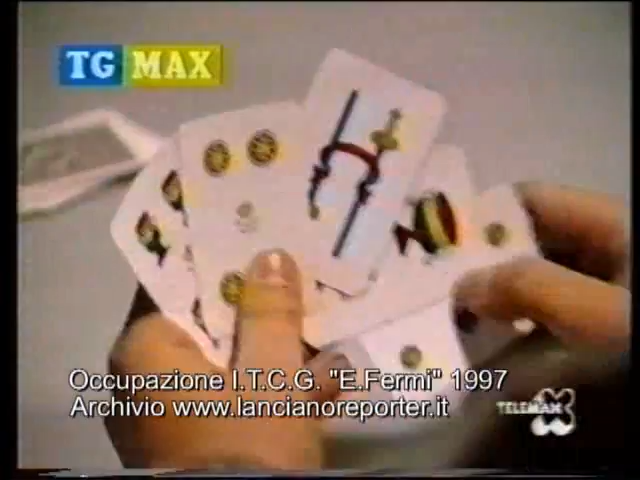 TG MAX
Occupazione I.T.C.G. "E.Fermi" 1997
Archivio www.lancianoreporter.it
TELEMAX